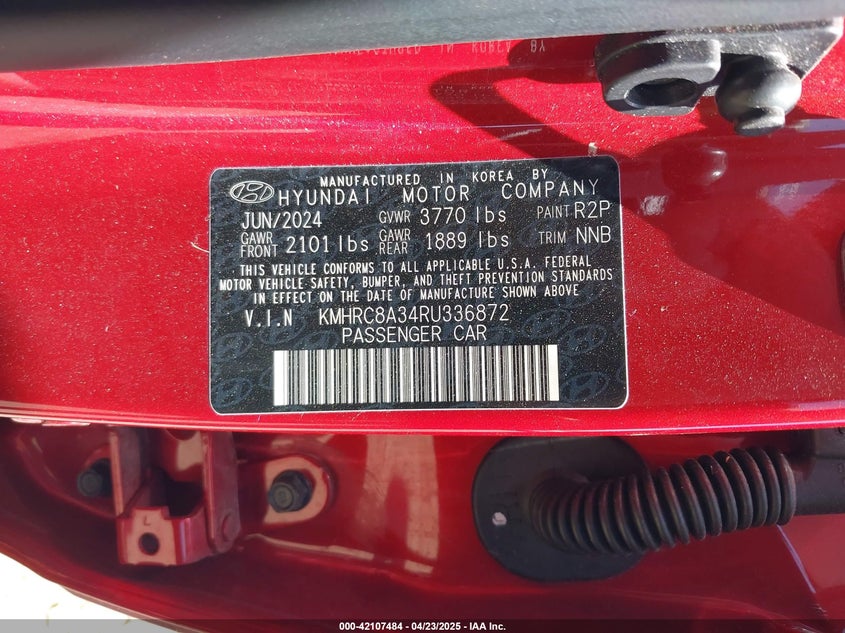 MANUFACTURED IN KOREA BY
HYUNDAI MOTOR COMPANY
JUN/2024 GVWR 3770 lbs PAINT R2P
GAWR FRONT 2101 lbs GAWR REAR 1889 lbs TRIM NNB
THIS VEHICLE CONFORMS TO ALL APPLICABLE U.S.A. FEDERAL
MOTOR VEHICLE SAFETY, BUMPER, AND THEFT PREVENTION STANDARDS
IN EFFECT ON THE DATE OF MANUFACTURE SHOWN ABOVE
V.I.N KMHRC8A34RU336872
PASSENGER CAR
L
000-42107484 - 04/23/2025 - IAA Inc.